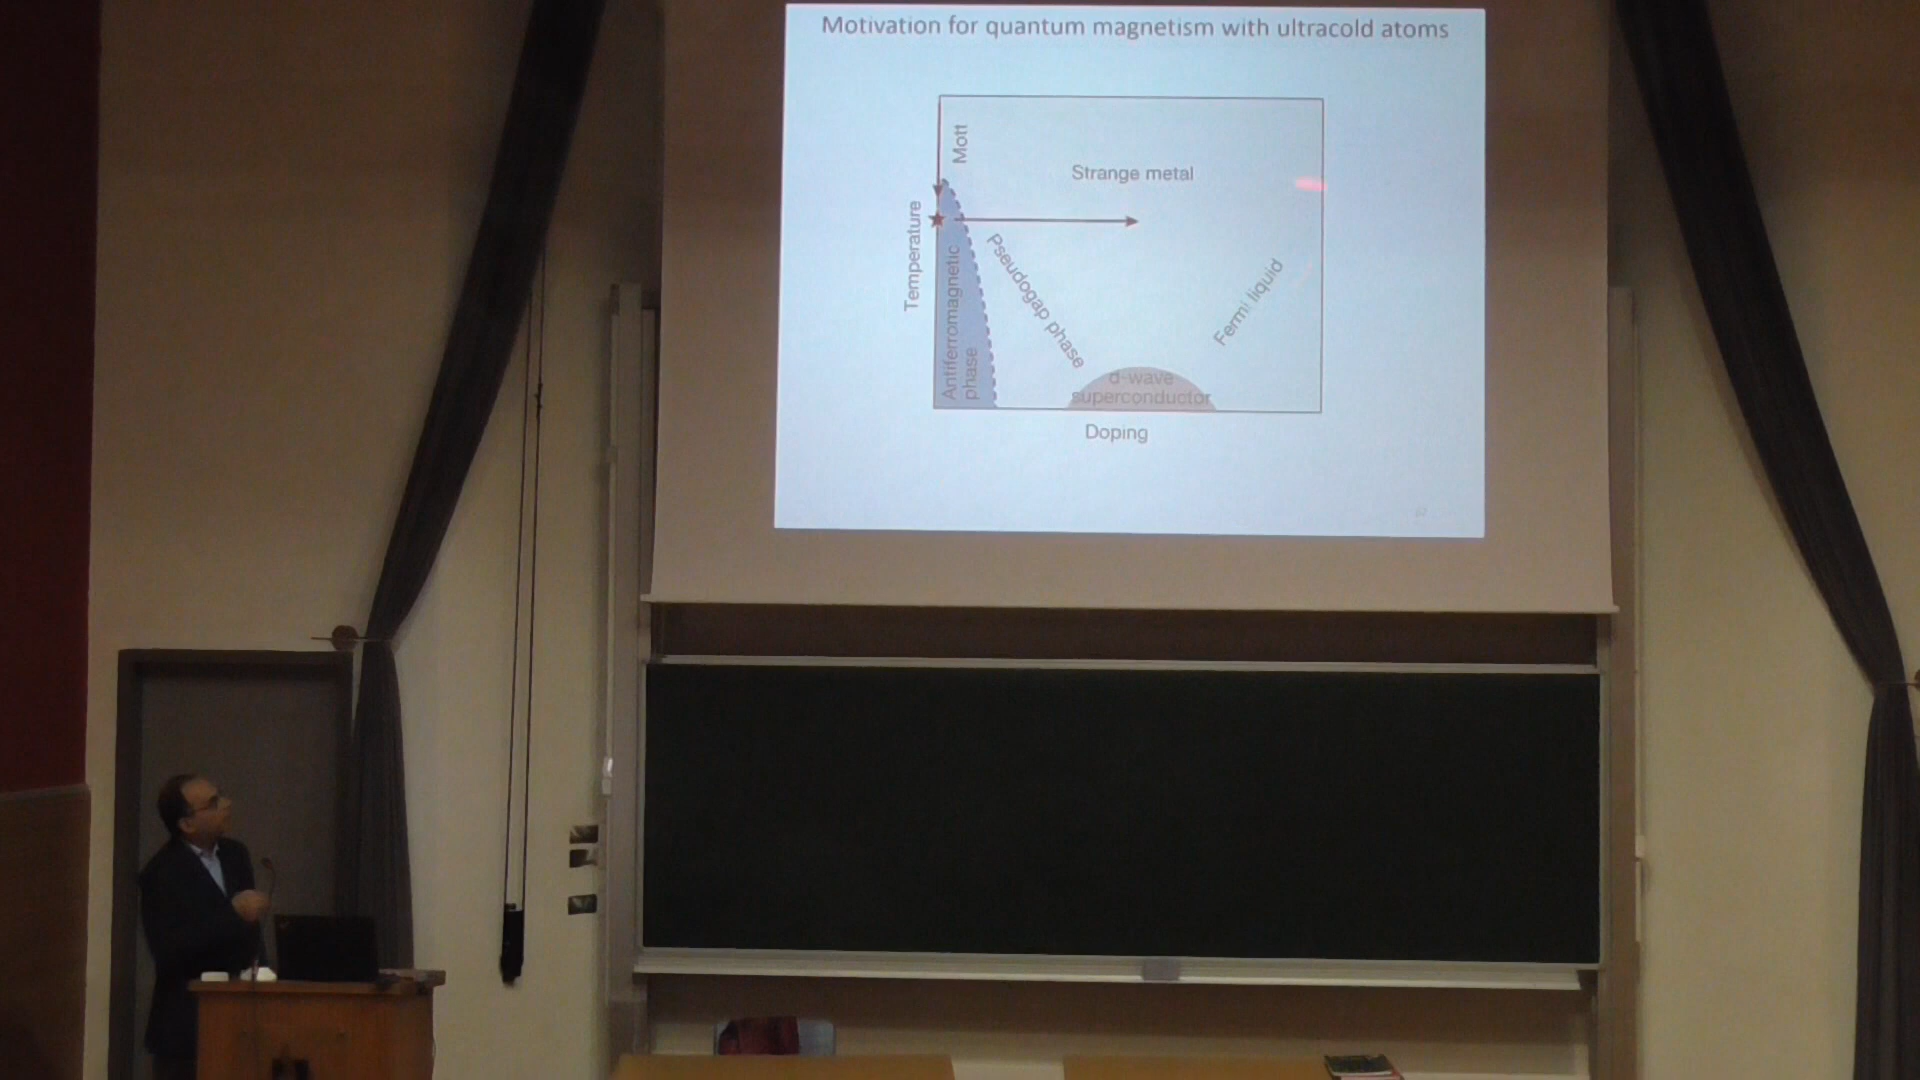 Motivation for quantum magnetism with ultracold atoms
Mott
Strange metal
Temperature
Antiferromagnetic
phase
Pseudogap phase
Fermi liquid
d-wave
superconductor
Doping